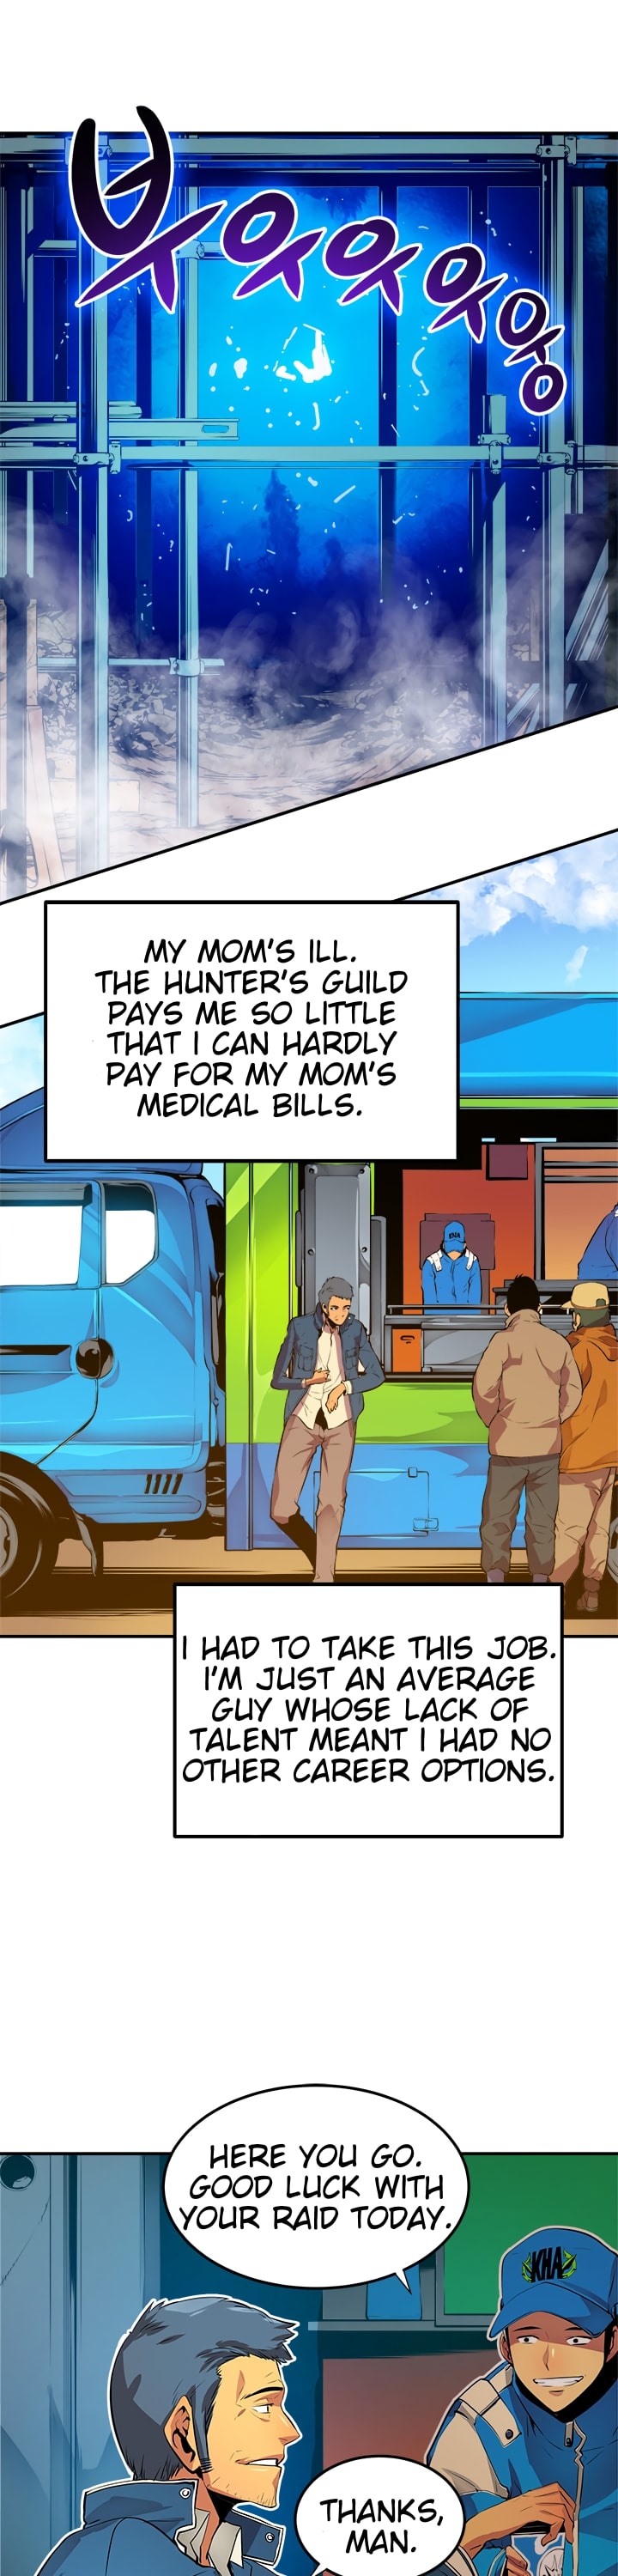 부아아아앙
MY MOM'S ILL.
THE HUNTER'S GUILD
PAYS ME SO LITTLE
THAT I CAN HARDLY
PAY FOR MY MOM'S
MEDICAL BILLS.
KHA
I HAD TO TAKE THIS JOB.
I'M JUST AN AVERAGE
GUY WHOSE LACK OF
TALENT MEANT I HAD NO
OTHER CAREER OPTIONS.
HERE YOU GO.
GOOD LUCK WITH
YOUR RAID TODAY.
KHA
THANKS,
MAN.